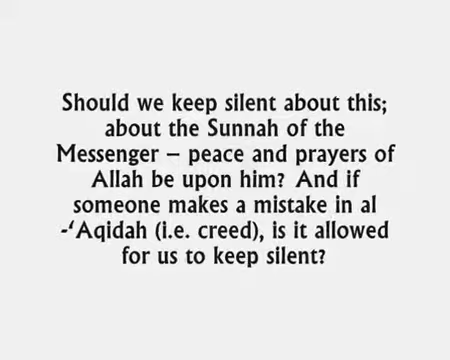 Should we keep silent about this;
about the Sunnah of the
Messenger – peace and prayers of
Allah be upon him? And if
someone makes a mistake in al
-‘Aqidah (i.e. creed), is it allowed
for us to keep silent?